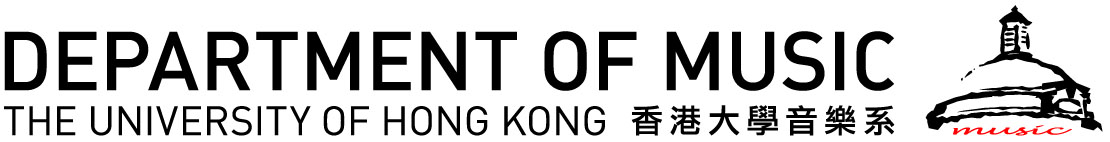 DEPARTMENT OF MUSIC
THE UNIVERSITY OF HONG KONG 香港大學音樂系
music